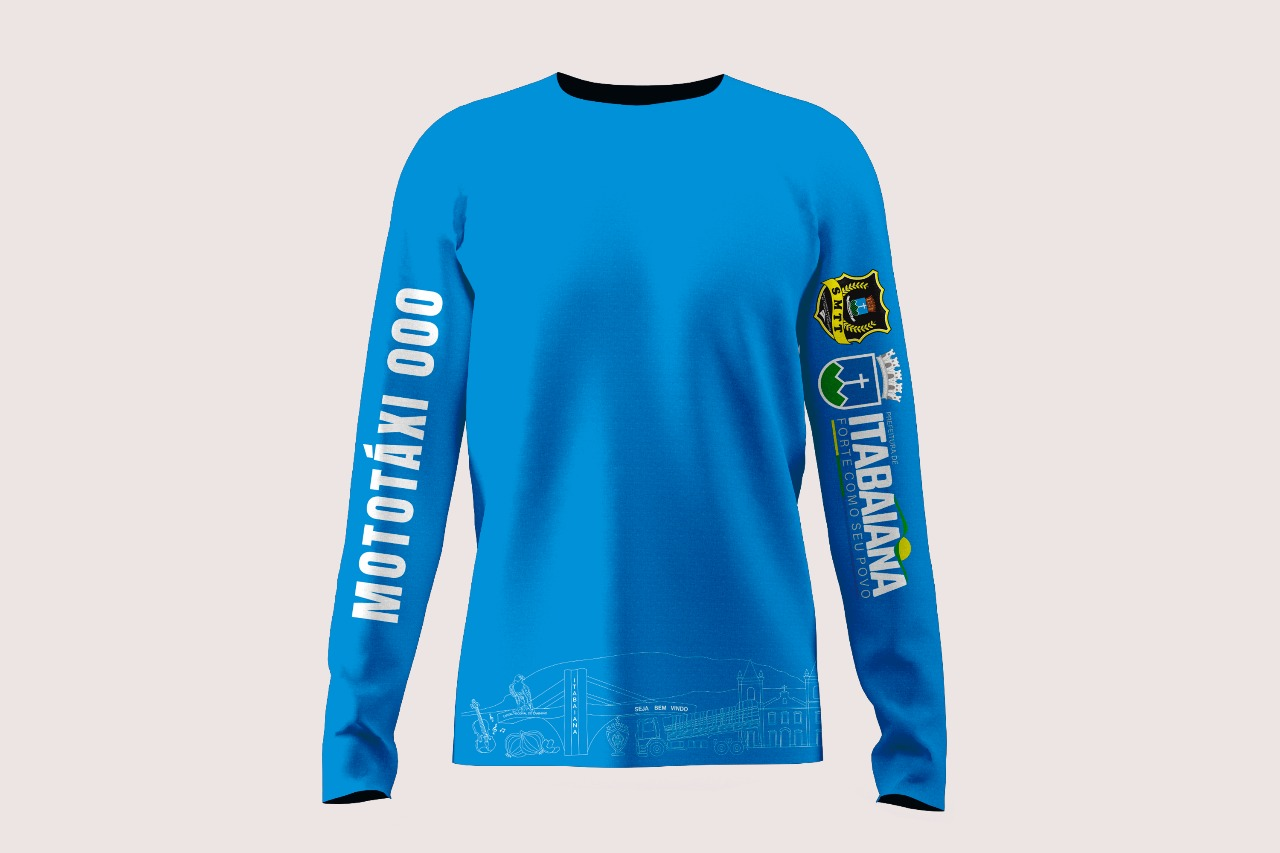 MOTOTÁXI 000
SMTT
PREFEITURA DE
ITABAIANA
FORTE COMO SEU POVO
ITABAIANA
SEJA BEM VINDO